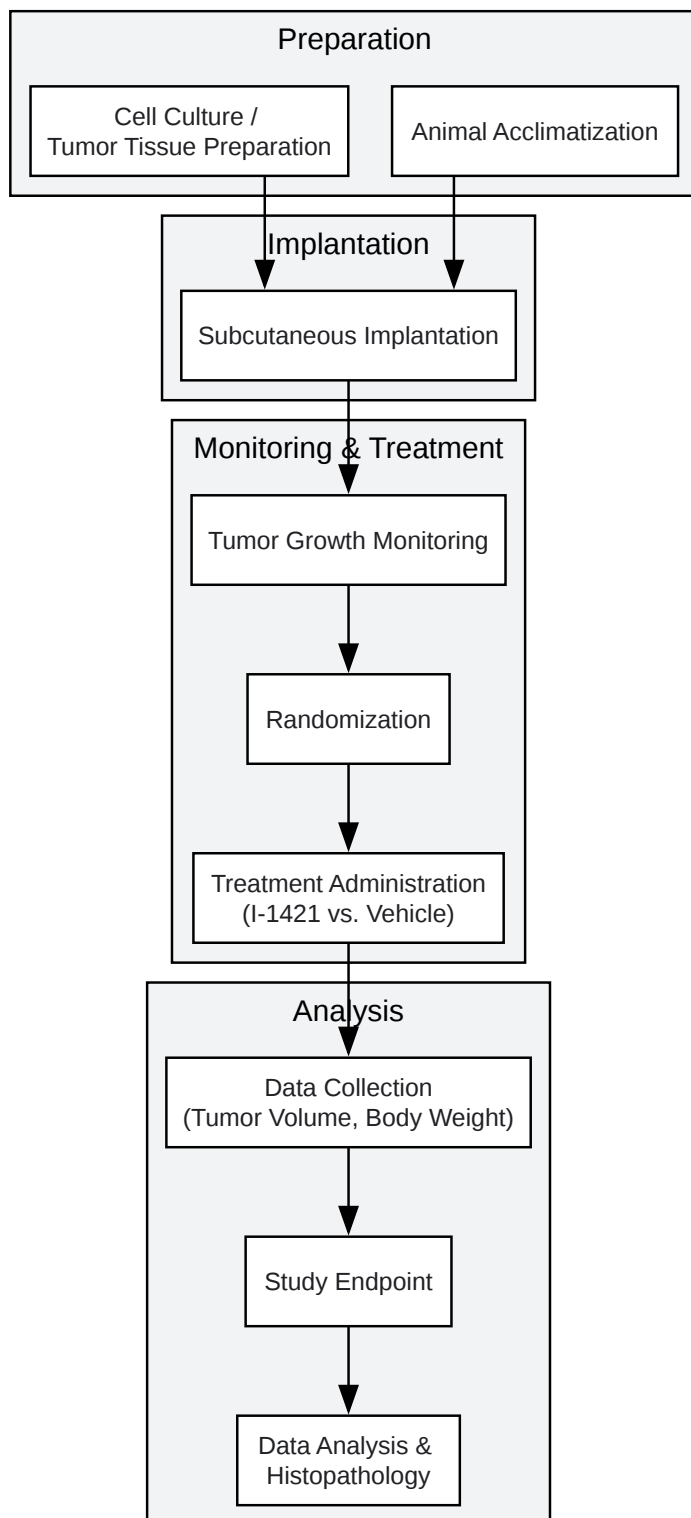 Preparation
Cell Culture /
Tumor Tissue Preparation
Animal Acclimatization
Implantation
Subcutaneous Implantation
Monitoring & Treatment
Tumor Growth Monitoring
Randomization
Treatment Administration
(I-1421 vs. Vehicle)
Analysis
Data Collection
(Tumor Volume, Body Weight)
Study Endpoint
Data Analysis &
Histopathology